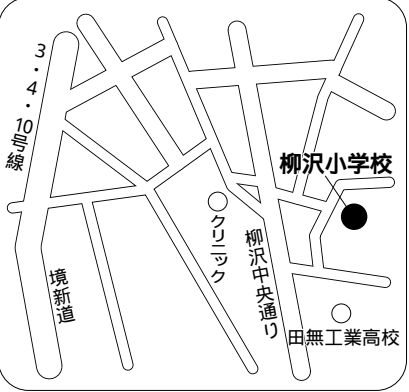 3・4・10号線
柳沢小学校
クリニック
柳沢中央通り
境新道
田無工業高校